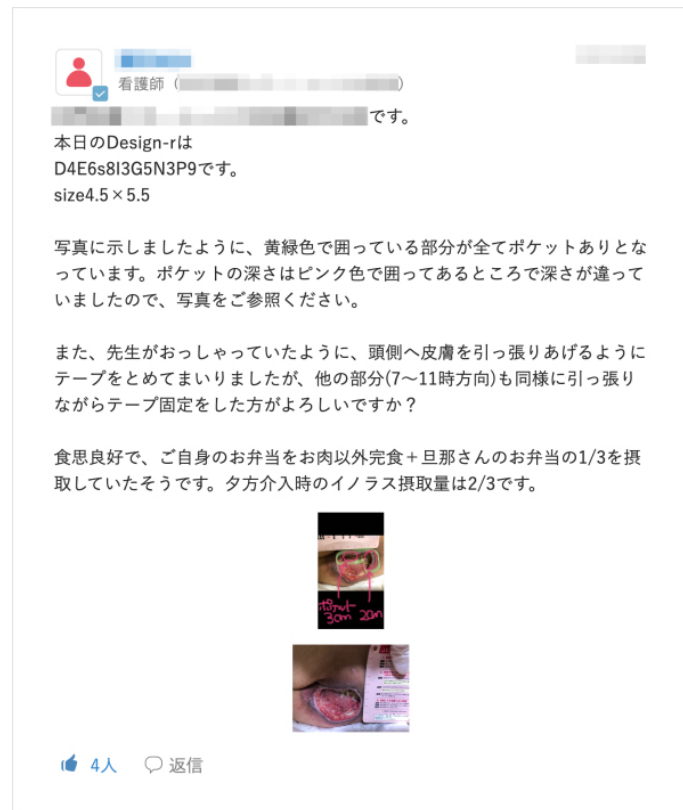 看護師（
）
です。
本日のDesign-rは
D4E6s8I3G5N3P9です。
size4.5×5.5
写真に示しましたように、黄緑色で囲っている部分が全てポケットありとな
っています。ポケットの深さはピンク色で囲ってあるところで深さが違って
いましたので、写真をご参照ください。
また、先生がおっしゃっていたように、頭側へ皮膚を引っ張りあげるように
テープをとめてまいりましたが、他の部分(7〜11時方向)も同様に引っ張り
ながらテープ固定をした方がよろしいですか？
食思良好で、ご自身のお弁当をお肉以外完食＋旦那さんのお弁当の1/3を摂
取していたそうです。夕方介入時のイノラス摂取量は2/3です。
ポケット
3cm
4人
返信